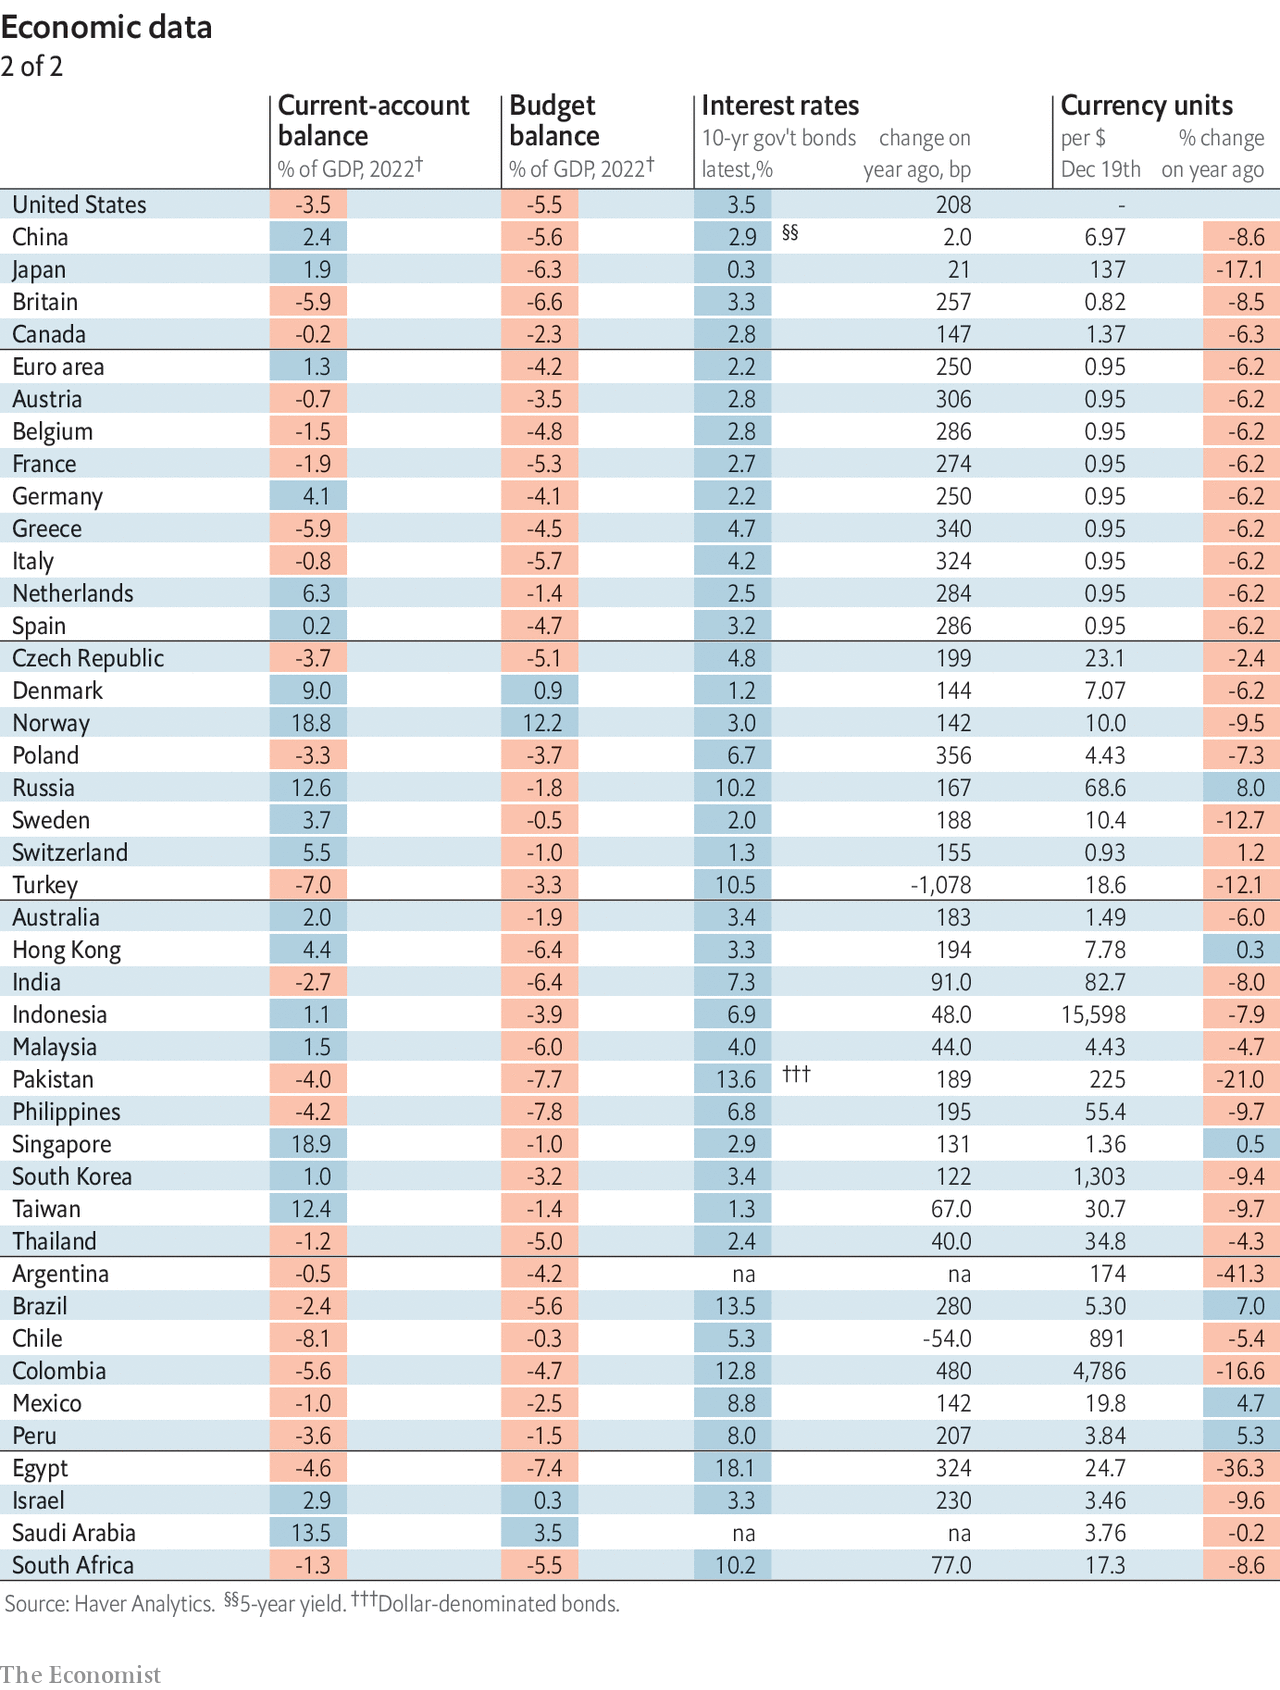 Economic data
2 of 2
Current-account balance % of GDP, 2022† Budget balance % of GDP, 2022† Interest rates 10-yr gov't bonds latest,% change on year ago, bp Currency units per $ Dec 19th % change on year ago
United States -3.5 -5.5 3.5 208 -
China 2.4 -5.6 2.9 §§ 2.0 6.97 -8.6
Japan 1.9 -6.3 0.3 21 137 -17.1
Britain -5.9 -6.6 3.3 257 0.82 -8.5
Canada -0.2 -2.3 2.8 147 1.37 -6.3
Euro area 1.3 -4.2 2.2 250 0.95 -6.2
Austria -0.7 -3.5 2.8 306 0.95 -6.2
Belgium -1.5 -4.8 2.8 286 0.95 -6.2
France -1.9 -5.3 2.7 274 0.95 -6.2
Germany 4.1 -4.1 2.2 250 0.95 -6.2
Greece -5.9 -4.5 4.7 340 0.95 -6.2
Italy -0.8 -5.7 4.2 324 0.95 -6.2
Netherlands 6.3 -1.4 2.5 284 0.95 -6.2
Spain 0.2 -4.7 3.2 286 0.95 -6.2
Czech Republic -3.7 -5.1 4.8 199 23.1 -2.4
Denmark 9.0 0.9 1.2 144 7.07 -6.2
Norway 18.8 12.2 3.0 142 10.0 -9.5
Poland -3.3 -3.7 6.7 356 4.43 -7.3
Russia 12.6 -1.8 10.2 167 68.6 8.0
Sweden 3.7 -0.5 2.0 188 10.4 -12.7
Switzerland 5.5 -1.0 1.3 155 0.93 1.2
Turkey -7.0 -3.3 10.5 -1,078 18.6 -12.1
Australia 2.0 -1.9 3.4 183 1.49 -6.0
Hong Kong 4.4 -6.4 3.3 194 7.78 0.3
India -2.7 -6.4 7.3 91.0 82.7 -8.0
Indonesia 1.1 -3.9 6.9 48.0 15,598 -7.9
Malaysia 1.5 -6.0 4.0 44.0 4.43 -4.7
Pakistan -4.0 -7.7 13.6 ††† 189 225 -21.0
Philippines -4.2 -7.8 6.8 195 55.4 -9.7
Singapore 18.9 -1.0 2.9 131 1.36 0.5
South Korea 1.0 -3.2 3.4 122 1,303 -9.4
Taiwan 12.4 -1.4 1.3 67.0 30.7 -9.7
Thailand -1.2 -5.0 2.4 40.0 34.8 -4.3
Argentina -0.5 -4.2 na na 174 -41.3
Brazil -2.4 -5.6 13.5 280 5.30 7.0
Chile -8.1 -0.3 5.3 -54.0 891 -5.4
Colombia -5.6 -4.7 12.8 480 4,786 -16.6
Mexico -1.0 -2.5 8.8 142 19.8 4.7
Peru -3.6 -1.5 8.0 207 3.84 5.3
Egypt -4.6 -7.4 18.1 324 24.7 -36.3
Israel 2.9 0.3 3.3 230 3.46 -9.6
Saudi Arabia 13.5 3.5 na na 3.76 -0.2
South Africa -1.3 -5.5 10.2 77.0 17.3 -8.6
Source: Haver Analytics. §§5-year yield. †††Dollar-denominated bonds.
The Economist